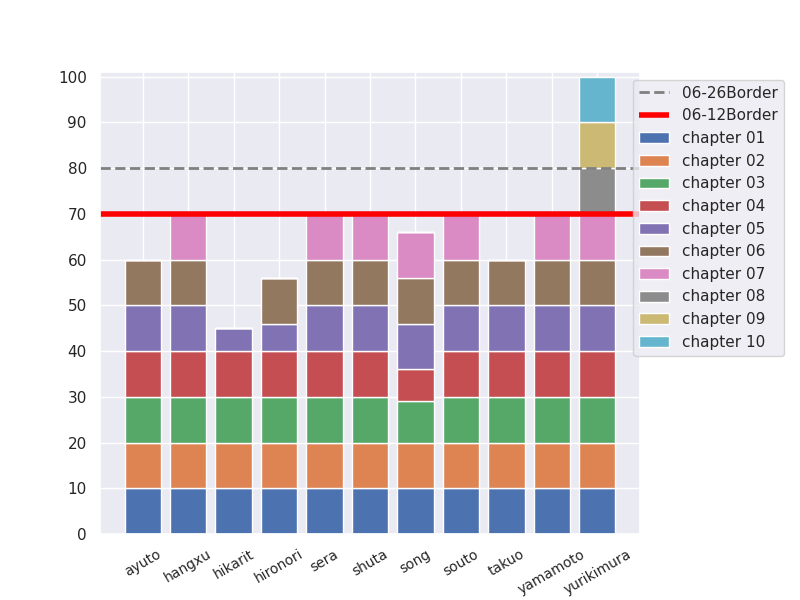 100
90
80
70
60
50
40
30
20
10
0
ayuto
hangxu
hikarit
hironori
sera
shuta
song
souto
takuo
yamamoto
yurikimura
06-26Border
06-12Border
chapter 01
chapter 02
chapter 03
chapter 04
chapter 05
chapter 06
chapter 07
chapter 08
chapter 09
chapter 10